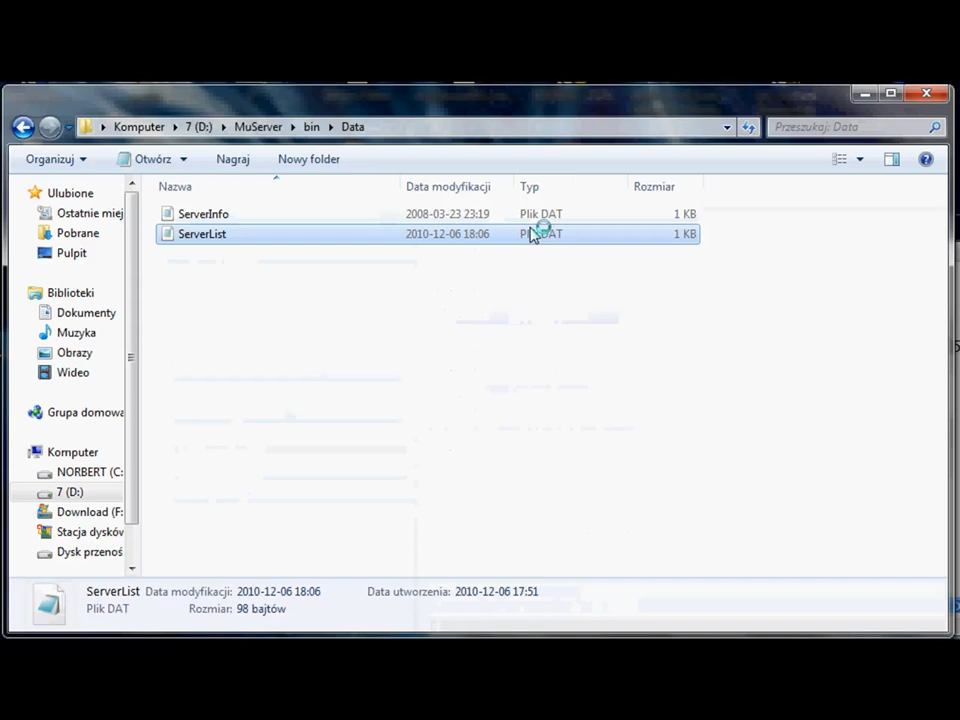 Komputer ▸ 7 (D:) ▸ MuServer ▸ bin ▸ Data
Przeszukaj: Data
Organizuj Otwórz Nagraj Nowy folder
Nazwa Data modyfikacji Typ Rozmiar
ServerInfo 2008-03-23 23:19 Plik DAT 1 KB
ServerList 2010-12-06 18:06 DAT 1 KB
Ulubione
Ostatnie miej
Pobrane
Pulpit
Biblioteki
Dokumenty
Muzyka
Obrazy
Wideo
Grupa domowa
Komputer
NORBERT (C:
7 (D:)
Download (F:
Stacja dysków
Dysk przenoś
ServerList Data modyfikacji: 2010-12-06 18:06 Data utworzenia: 2010-12-06 17:51
Plik DAT Rozmiar: 98 bajtów